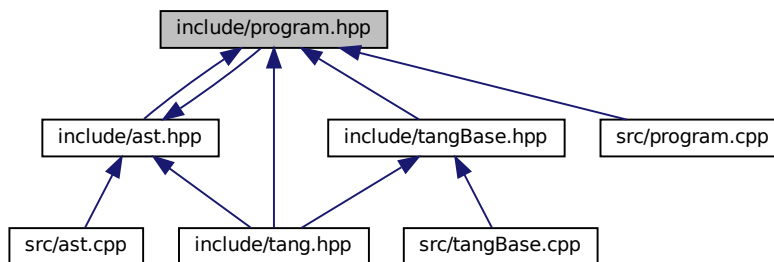 include/program.hpp
include/ast.hpp
include/tangBase.hpp
src/program.cpp
src/ast.cpp
include/tang.hpp
src/tangBase.cpp